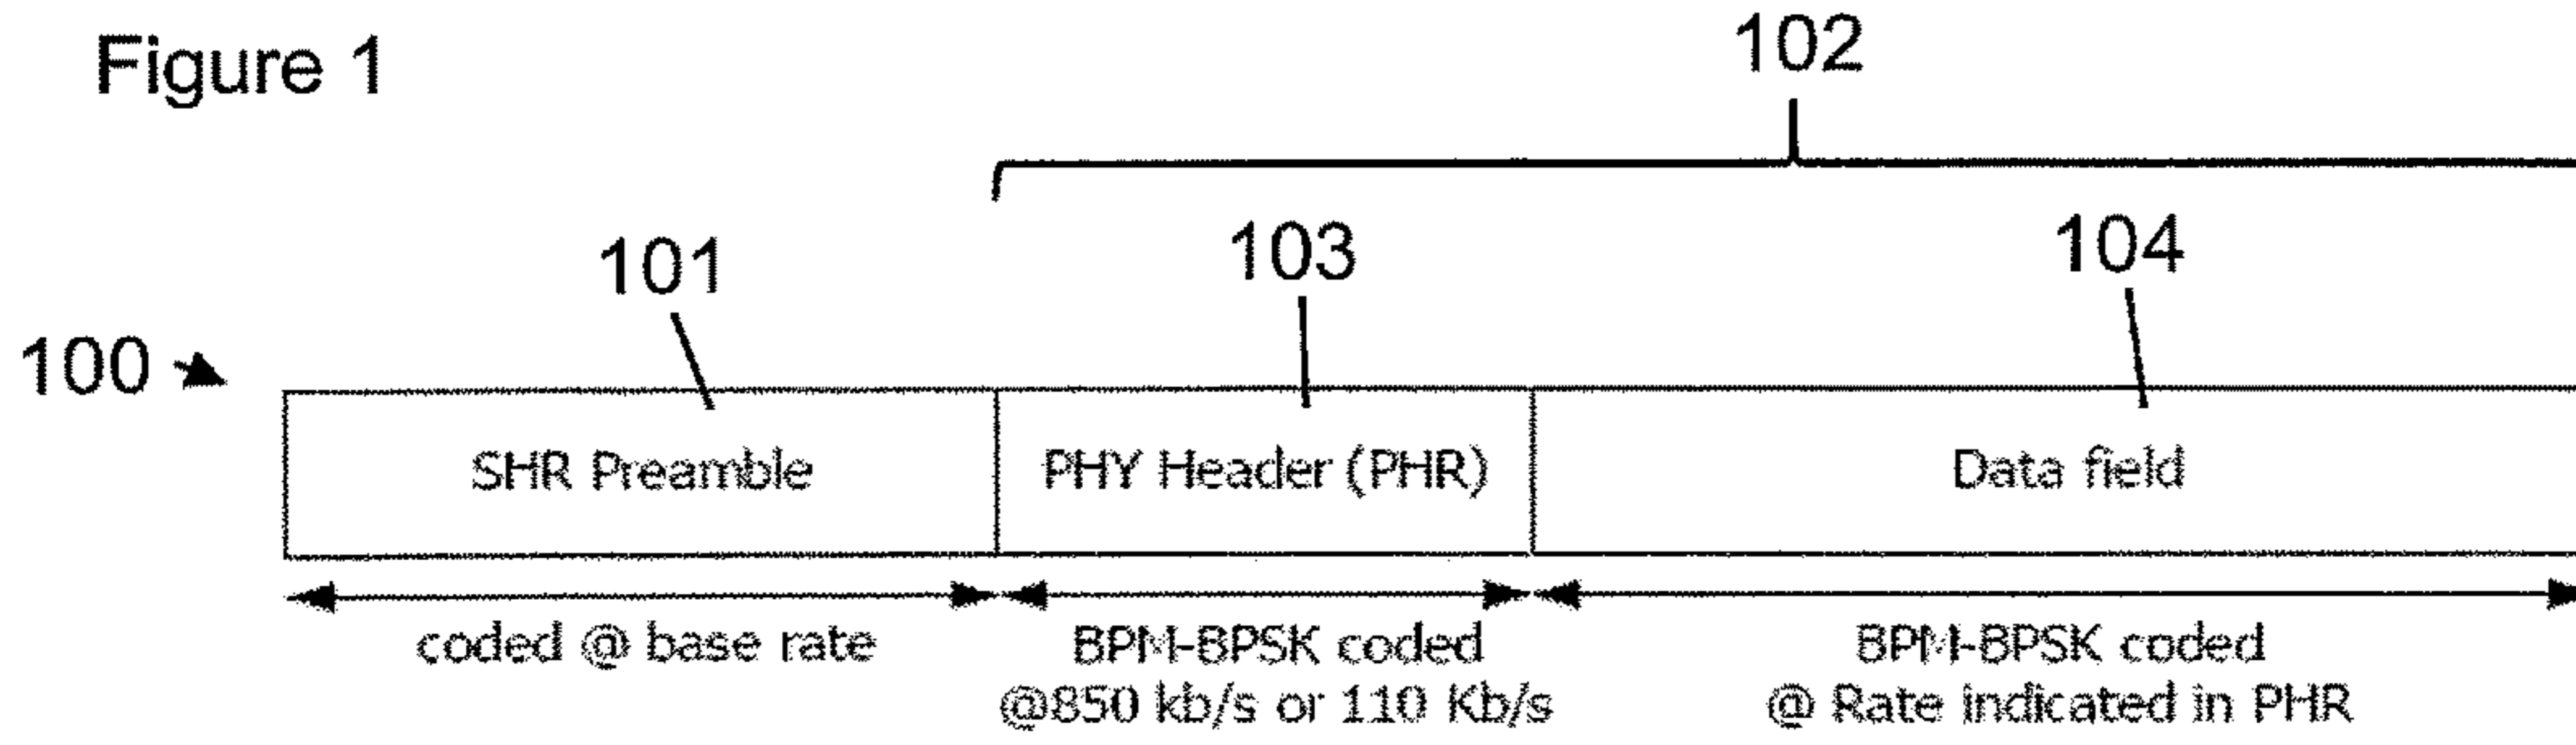 Figure 1
102
101
103
104
100
SHR Preamble
PHY Header (PHR)
Data field
coded @ base rate
BPM-BPSK coded
@850 kb/s or 110 Kb/s
BPM-BPSK coded
@ Rate indicated in PHR